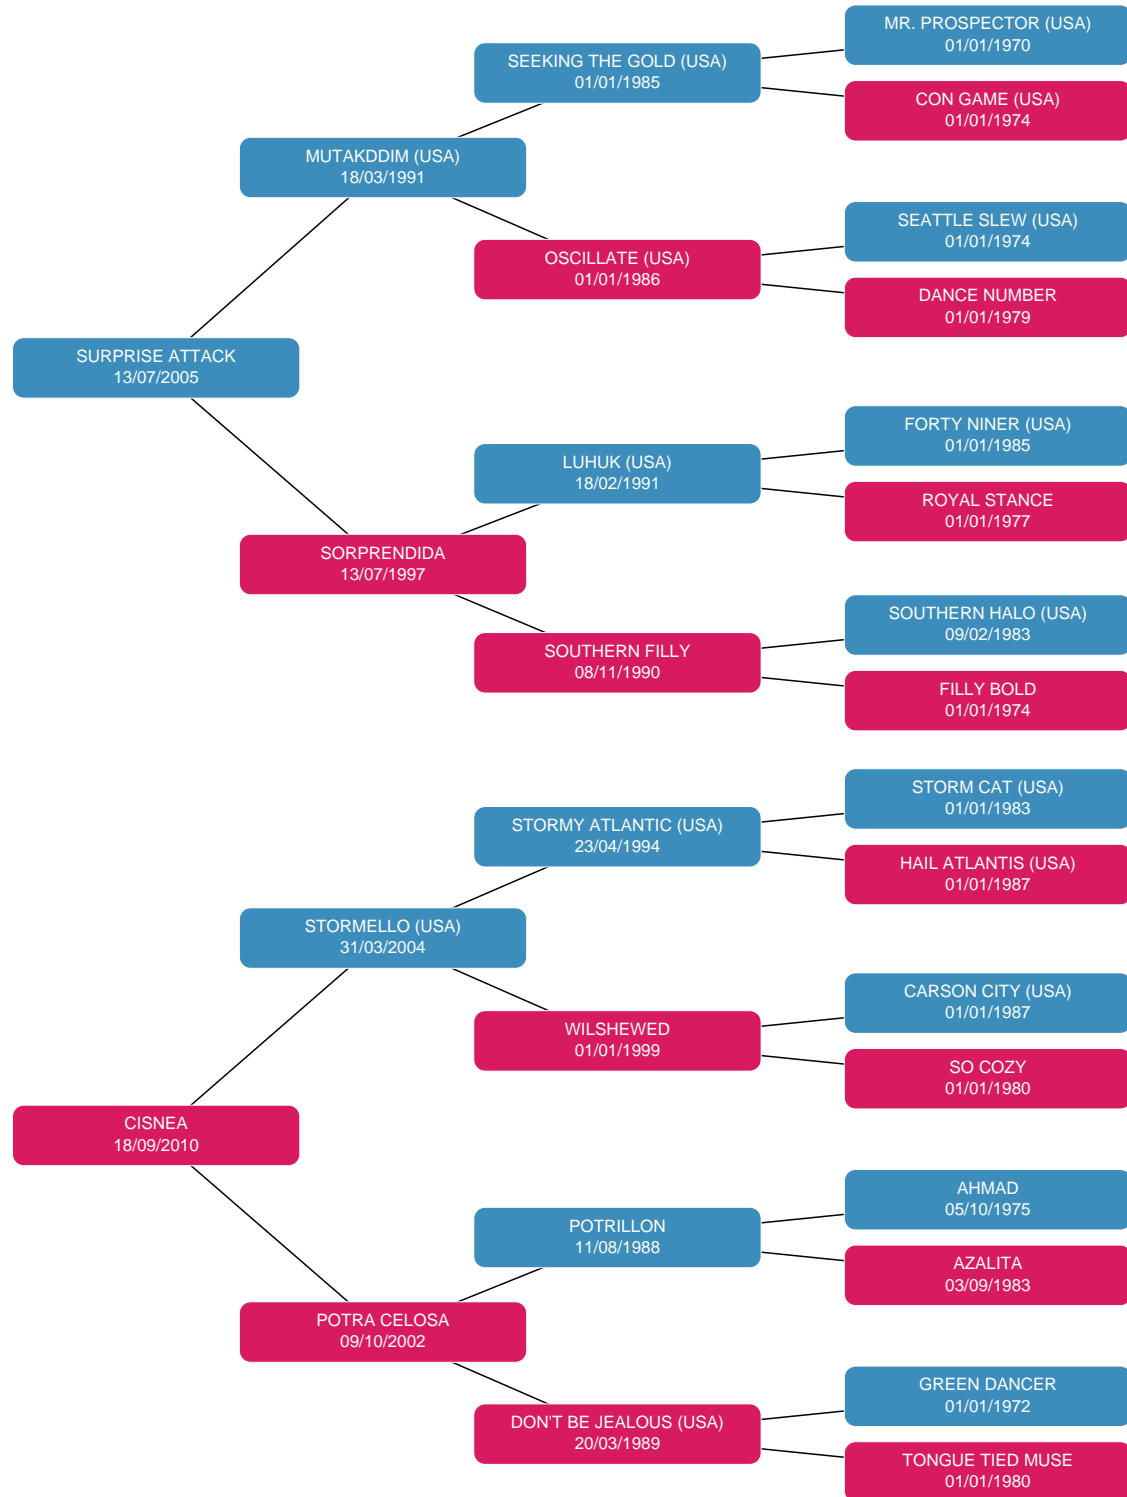 MR. PROSPECTOR (USA)
01/01/1970
SEEKING THE GOLD (USA)
01/01/1985
CON GAME (USA)
01/01/1974
MUTAKDDIM (USA)
18/03/1991
SEATTLE SLEW (USA)
01/01/1974
OSCILLATE (USA)
01/01/1986
DANCE NUMBER
01/01/1979
SURPRISE ATTACK
13/07/2005
FORTY NINER (USA)
01/01/1985
LUHUK (USA)
18/02/1991
ROYAL STANCE
01/01/1977
SORPRENDIDA
13/07/1997
SOUTHERN HALO (USA)
09/02/1983
SOUTHERN FILLY
08/11/1990
FILLY BOLD
01/01/1974
STORM CAT (USA)
01/01/1983
STORMY ATLANTIC (USA)
23/04/1994
HAIL ATLANTIS (USA)
01/01/1987
STORMELLO (USA)
31/03/2004
CARSON CITY (USA)
01/01/1987
WILSHEWED
01/01/1999
SO COZY
01/01/1980
CISNEA
18/09/2010
AHMAD
05/10/1975
POTRILLON
11/08/1988
AZALITA
03/09/1983
POTRA CELOSA
09/10/2002
GREEN DANCER
01/01/1972
DON'T BE JEALOUS (USA)
20/03/1989
TONGUE TIED MUSE
01/01/1980